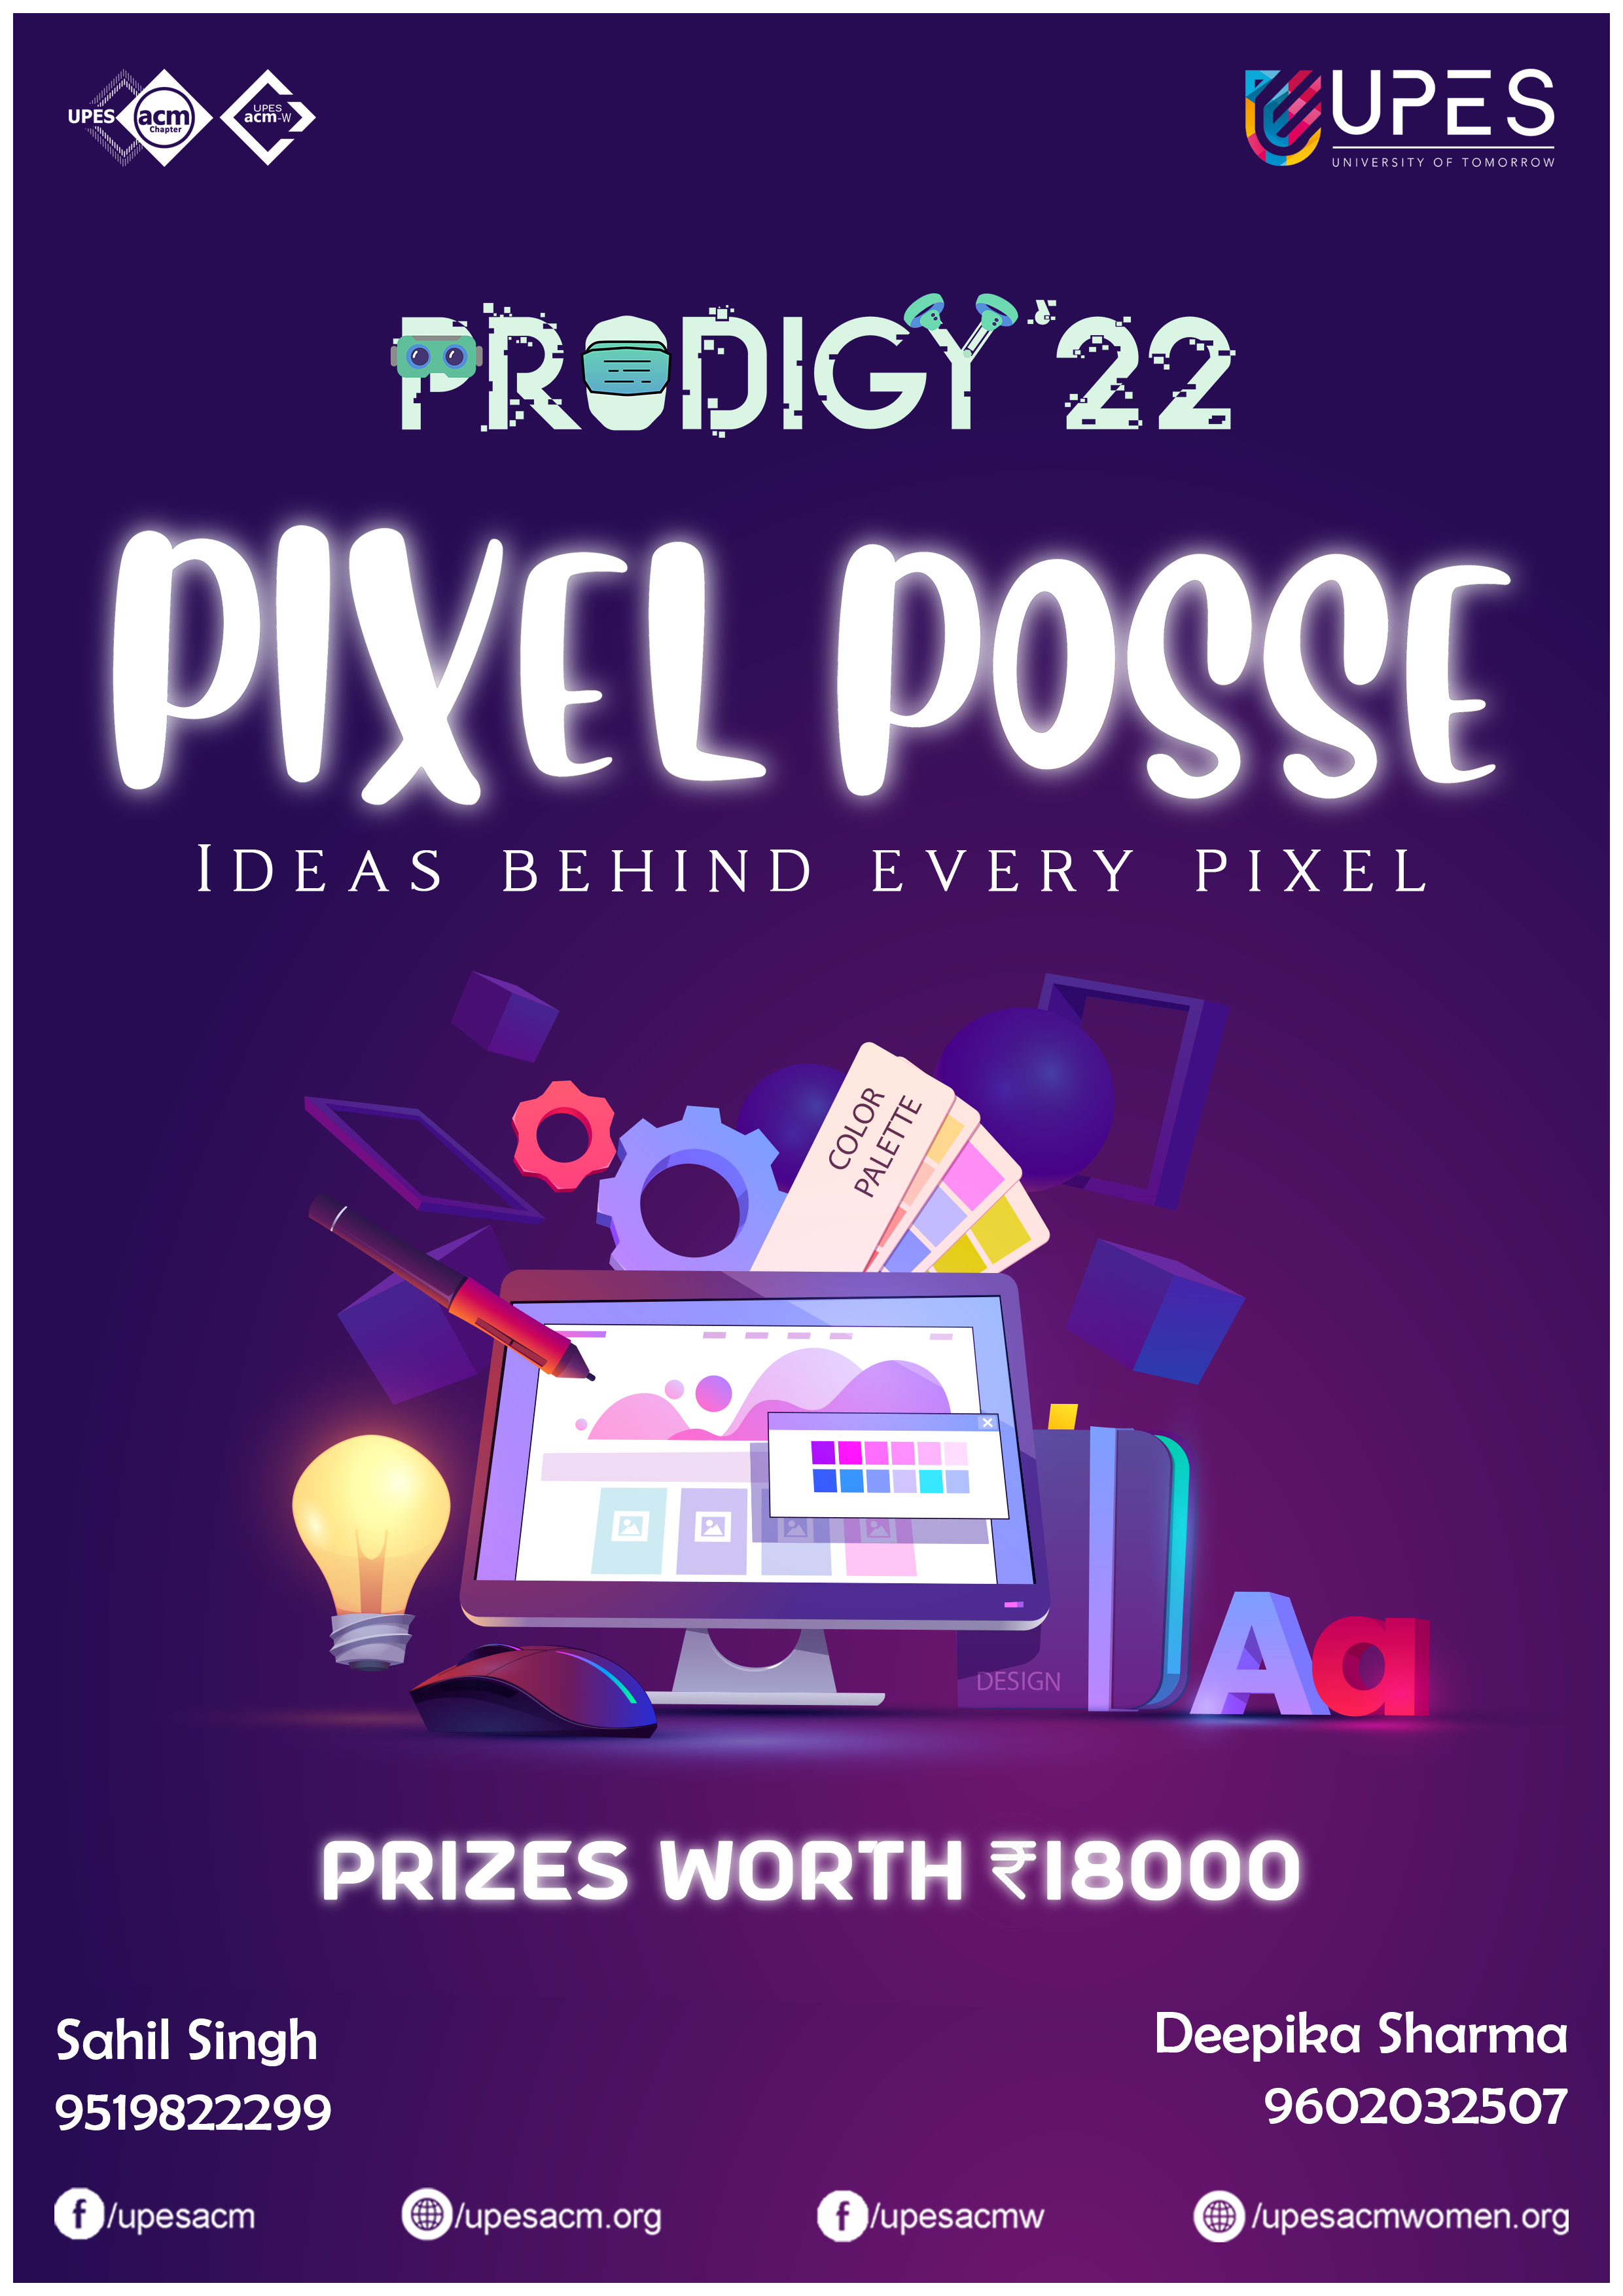 UPES acm Chapter
UPES acm-W
UPES
UNIVERSITY OF TOMORROW
PRODIGY '22
PIXEL POSSE
IDEAS BEHIND EVERY PIXEL
COLOR
PALETTE
DESIGN
Aa
PRIZES WORTH ₹18000
Sahil Singh
9519822299
Deepika Sharma
9602032507
/upesacm
/upesacm.org
/upesacmw
/upesacmwomen.org